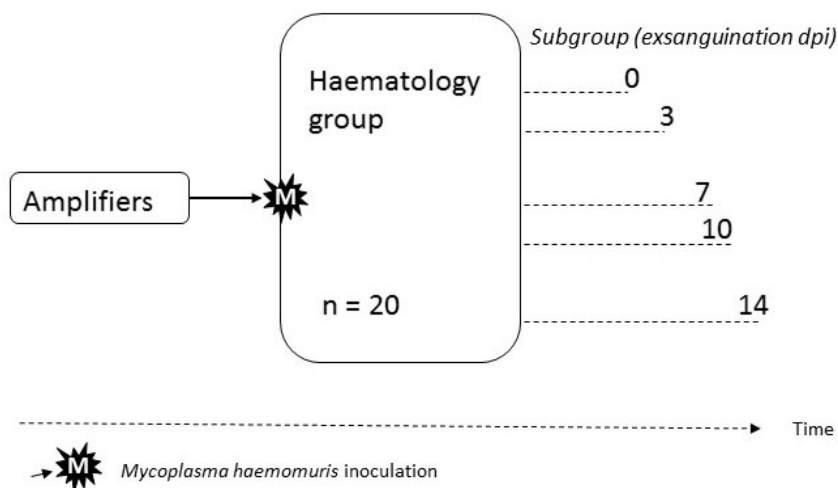 Subgroup (exsanguination dpi)
Haematology
group
0
3
Amplifiers
M
7
10
n = 20
14
Time
M Mycoplasma haemomuris inoculation